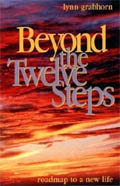 lynn grabhorn
Beyond
the
Twelve
Steps
roadmap to a new life